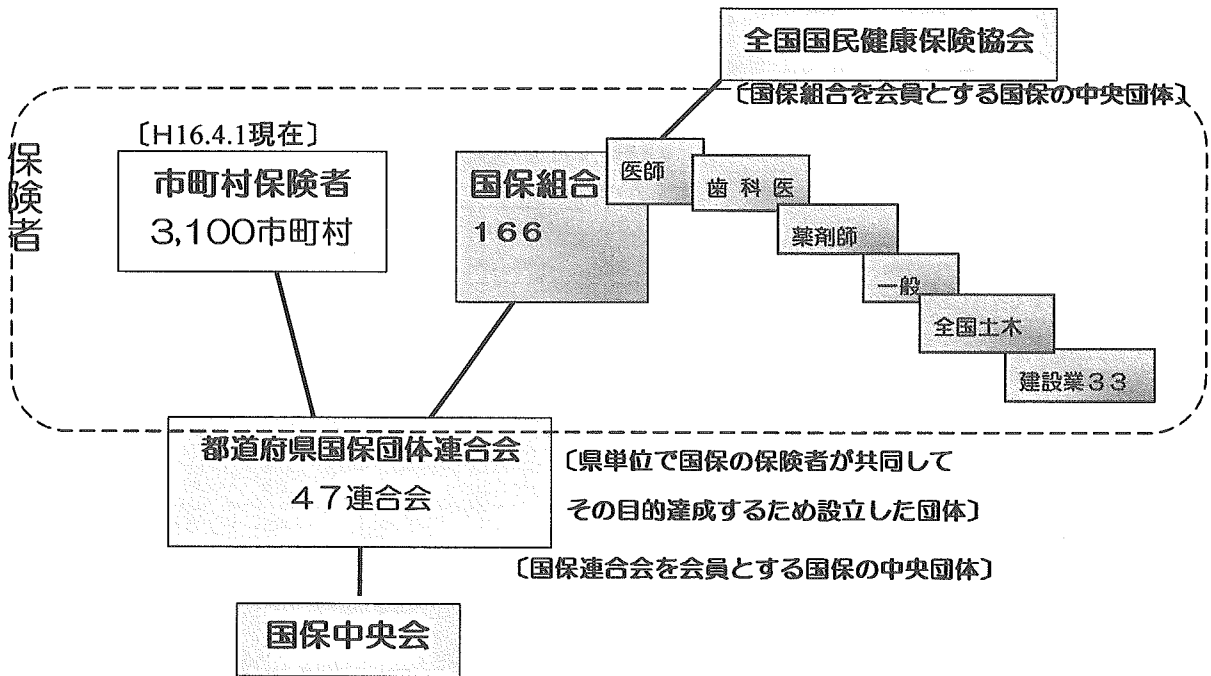 全国国民健康保険協会
〔国保組合を会員とする国保の中央団体〕
保険者
〔H16.4.1現在〕
市町村保険者
3,100市町村
国保組合
166
医師
歯科医
薬剤師
一般
全国土木
建設業33
都道府県国保団体連合会
47連合会
〔県単位で国保の保険者が共同して
その目的達成するため設立した団体〕
〔国保連合会を会員とする国保の中央団体〕
国保中央会